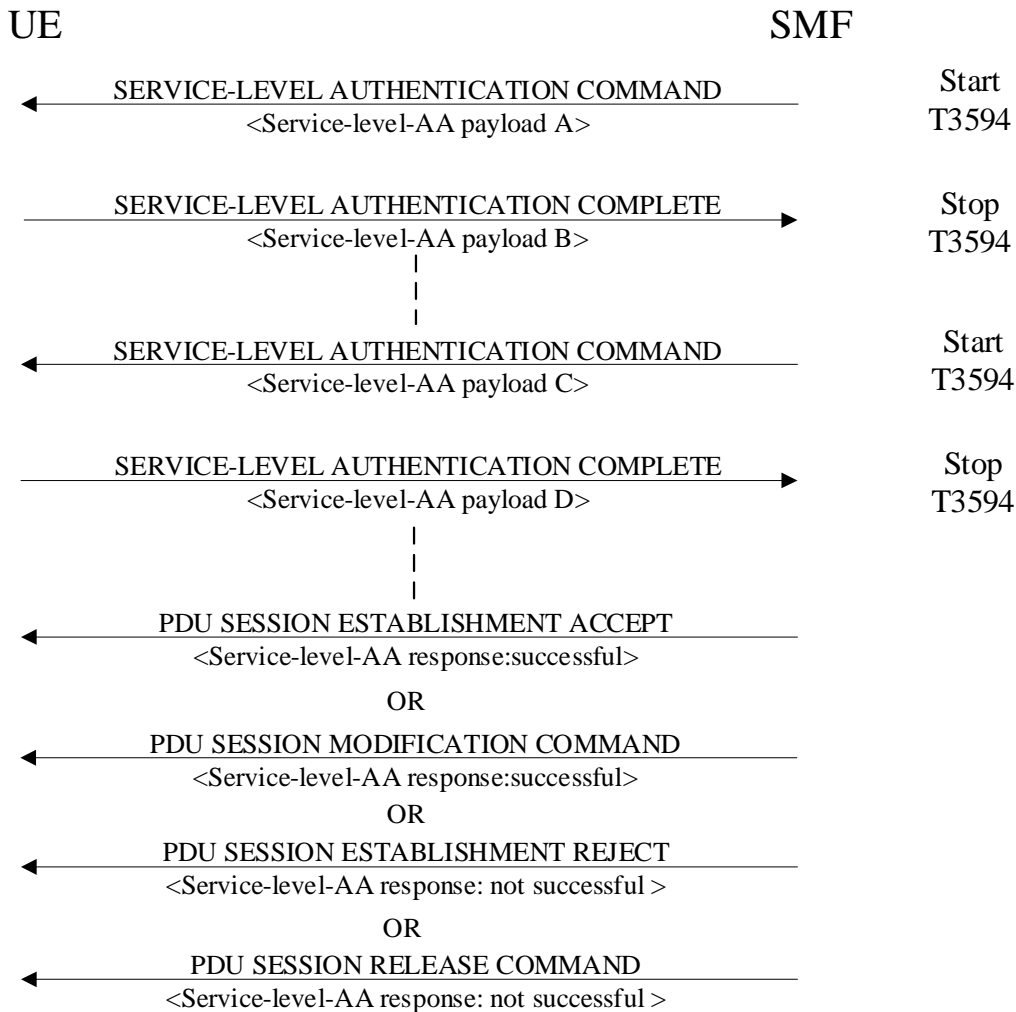 UE
SMF
SERVICE-LEVEL AUTHENTICATION COMMAND
<Service-level-AA payload A>
Start
T3594
SERVICE-LEVEL AUTHENTICATION COMPLETE
<Service-level-AA payload B>
Stop
T3594
SERVICE-LEVEL AUTHENTICATION COMMAND
<Service-level-AA payload C>
Start
T3594
SERVICE-LEVEL AUTHENTICATION COMPLETE
<Service-level-AA payload D>
Stop
T3594
PDU SESSION ESTABLISHMENT ACCEPT
<Service-level-AA response:successful>
OR
PDU SESSION MODIFICATION COMMAND
<Service-level-AA response:successful>
OR
PDU SESSION ESTABLISHMENT REJECT
<Service-level-AA response: not successful >
OR
PDU SESSION RELEASE COMMAND
<Service-level-AA response: not successful >